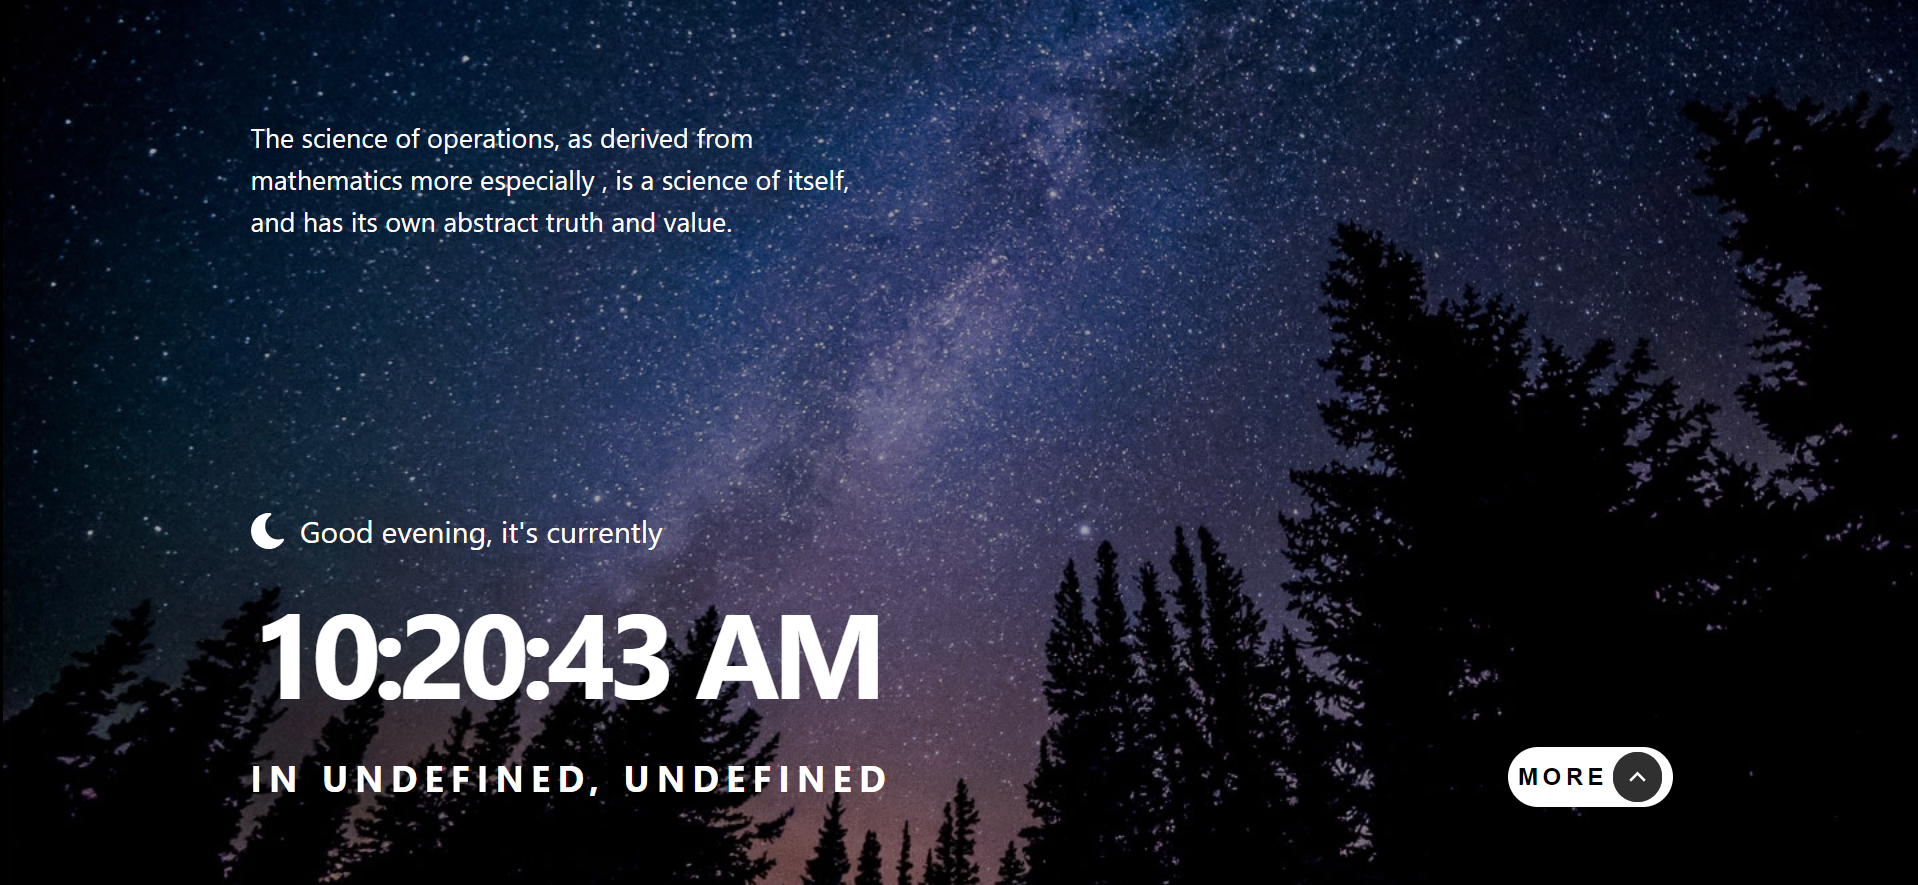 The science of operations, as derived from
mathematics more especially , is a science of itself,
and has its own abstract truth and value.
Good evening, it's currently
10:20:43 AM
IN UNDEFINED, UNDEFINED
MORE